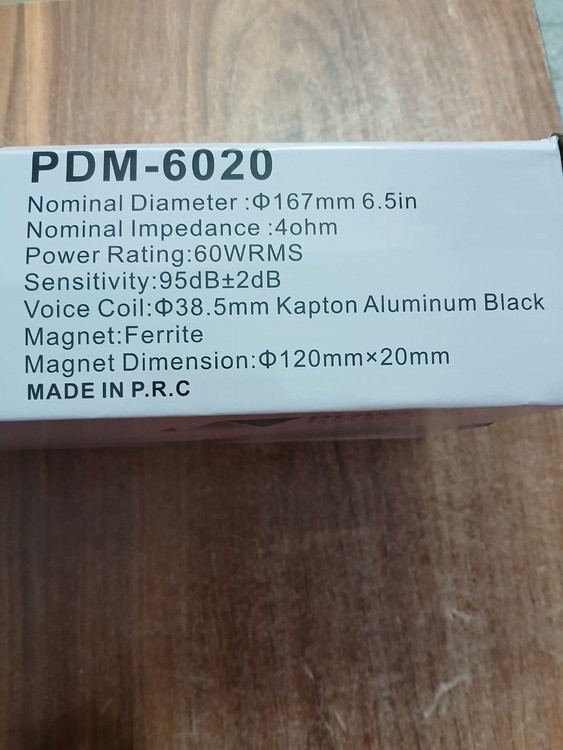 PDM-6020
Nominal Diameter :Φ167mm 6.5in
Nominal Impedance :4ohm
Power Rating:60WRMS
Sensitivity:95dB±2dB
Voice Coil:Φ38.5mm Kapton Aluminum Black
Magnet:Ferrite
Magnet Dimension:Φ120mm×20mm
MADE IN P.R.C